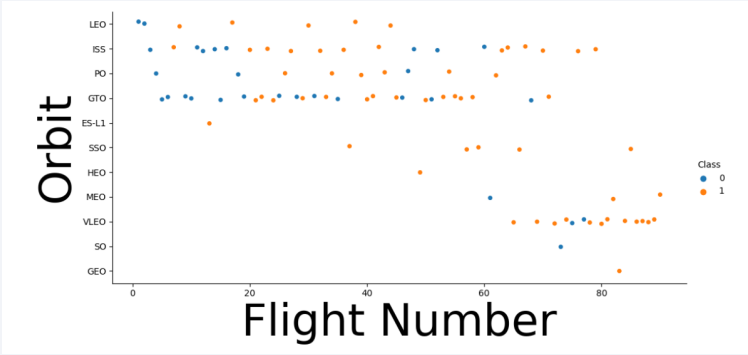 LEO
ISS
PO
GTO
ES-L1
SSO
HEO
MEO
VLEO
SO
GEO
Orbit
0 20 40 60 80
Flight Number
Class
0
1